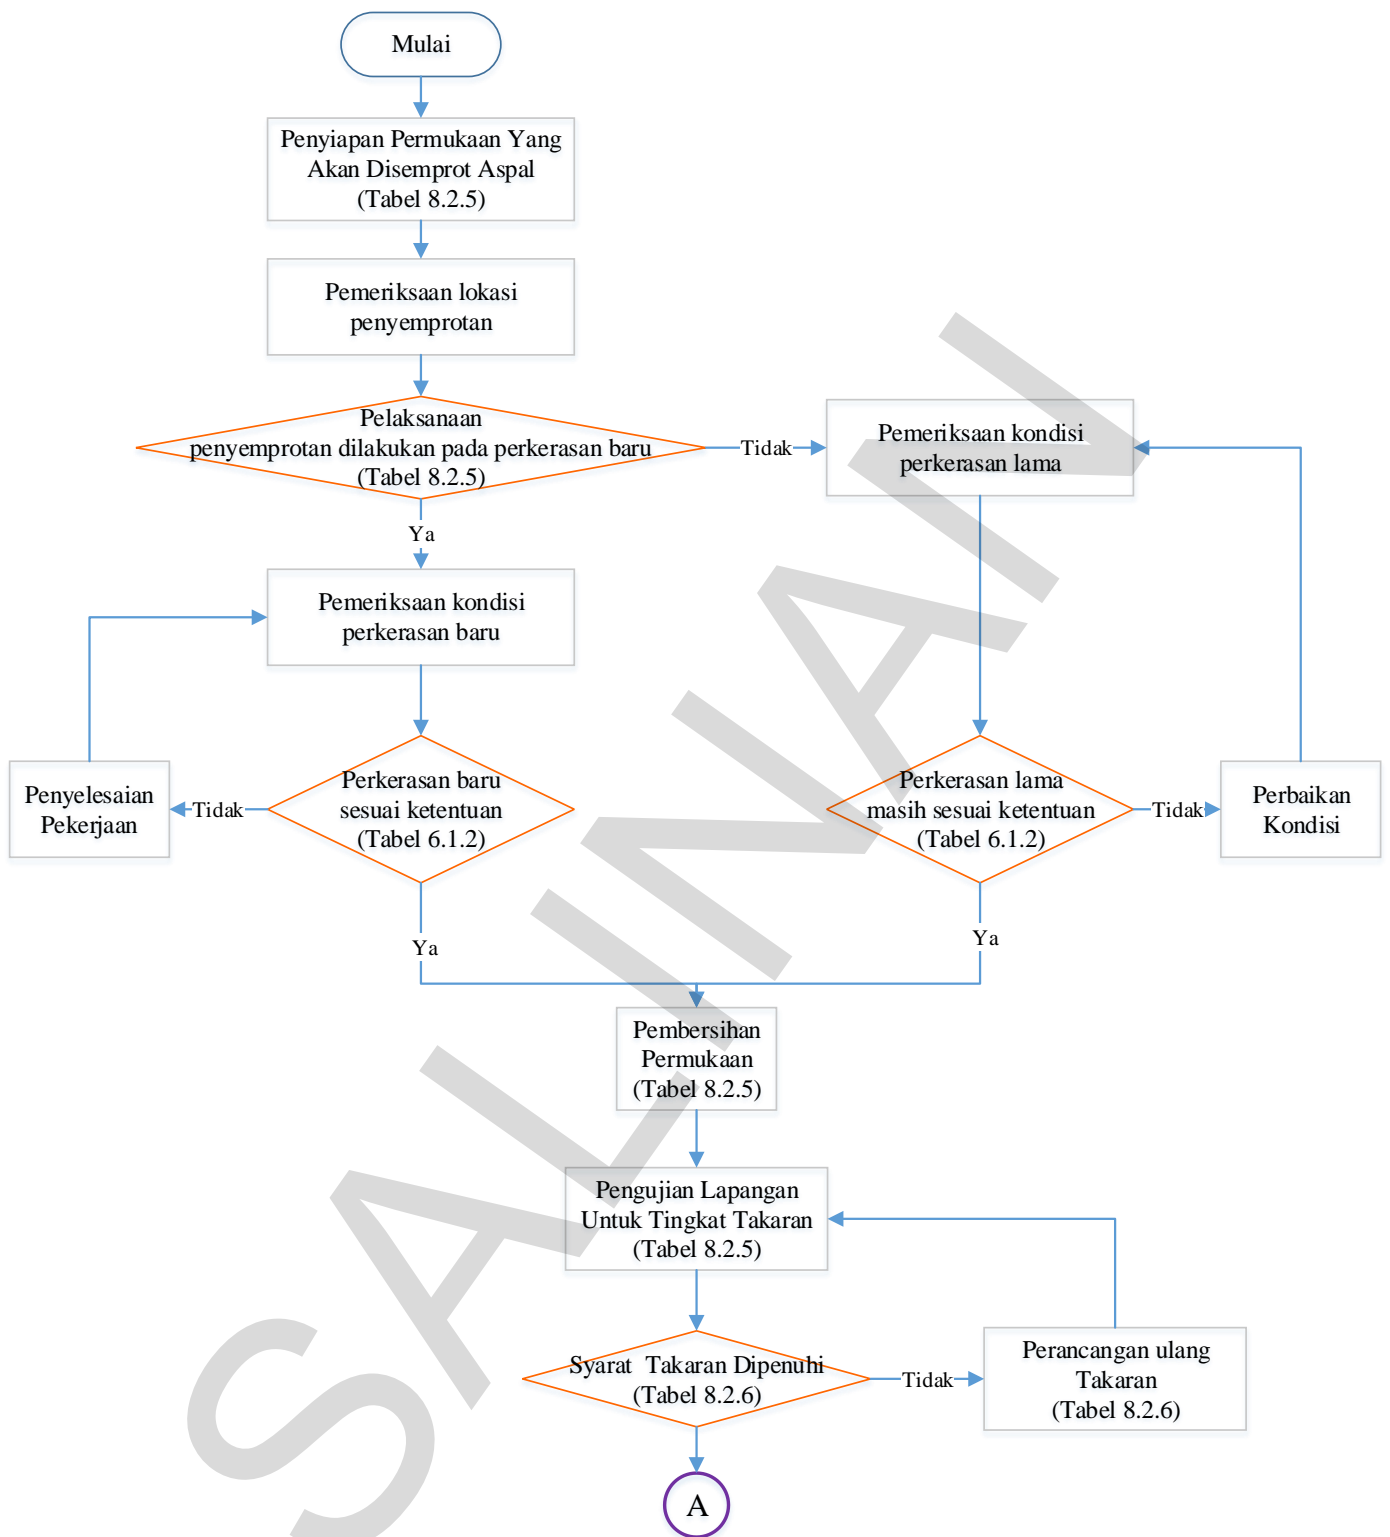 Mulai
Penyiapan Permukaan Yang
Akan Disemprot Aspal
(Tabel 8.2.5)
Pemeriksaan lokasi
penyemprotan
Pelaksanaan
penyemprotan dilakukan pada perkerasan baru
(Tabel 8.2.5)
Tidak
Pemeriksaan kondisi
perkerasan lama
Ya
Pemeriksaan kondisi
perkerasan baru
Penyelesaian
Pekerjaan
Tidak
Perkerasan baru
sesuai ketentuan
(Tabel 6.1.2)
Perkerasan lama
masih sesuai ketentuan
(Tabel 6.1.2)
Tidak
Perbaikan
Kondisi
Ya
Ya
Pembersihan
Permukaan
(Tabel 8.2.5)
Pengujian Lapangan
Untuk Tingkat Takaran
(Tabel 8.2.5)
Syarat  Takaran Dipenuhi
(Tabel 8.2.6)
Tidak
Perancangan ulang
Takaran
(Tabel 8.2.6)
A
SALINAN